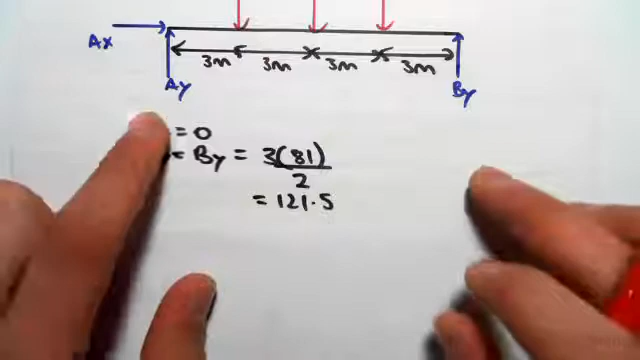 Ax
3m 3m 3m 3m
Ay By
= 0
= By = 3(81)
2
= 121.5